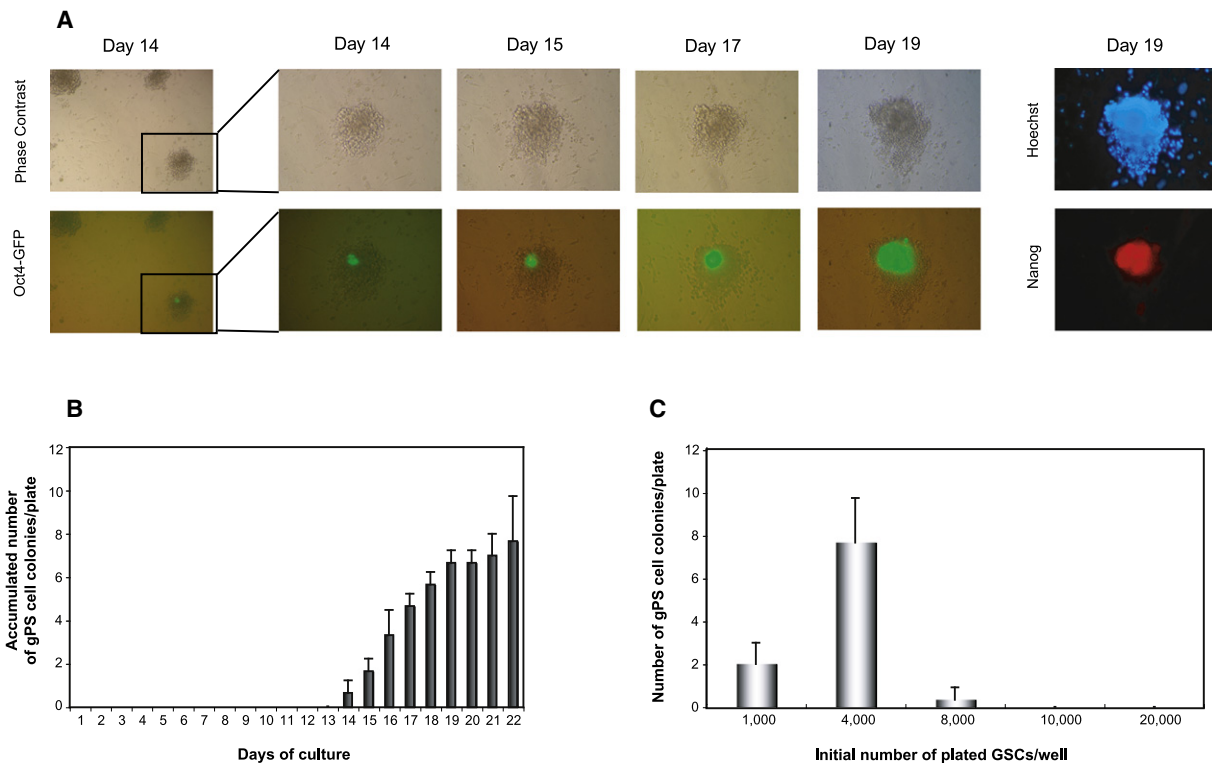 A
Day 14
Day 14
Day 15
Day 17
Day 19
Day 19
Phase Contrast
Hoechst
Oct4-GFP
Nanog
B
Accumulated number
of gPS cell colonies/plate
12
10
8
6
4
2
0
1 2 3 4 5 6 7 8 9 10 11 12 13 14 15 16 17 18 19 20 21 22
Days of culture
C
Number of gPS cell colonies/plate
12
10
8
6
4
2
0
1,000 4,000 8,000 10,000 20,000
Initial number of plated GSCs/well